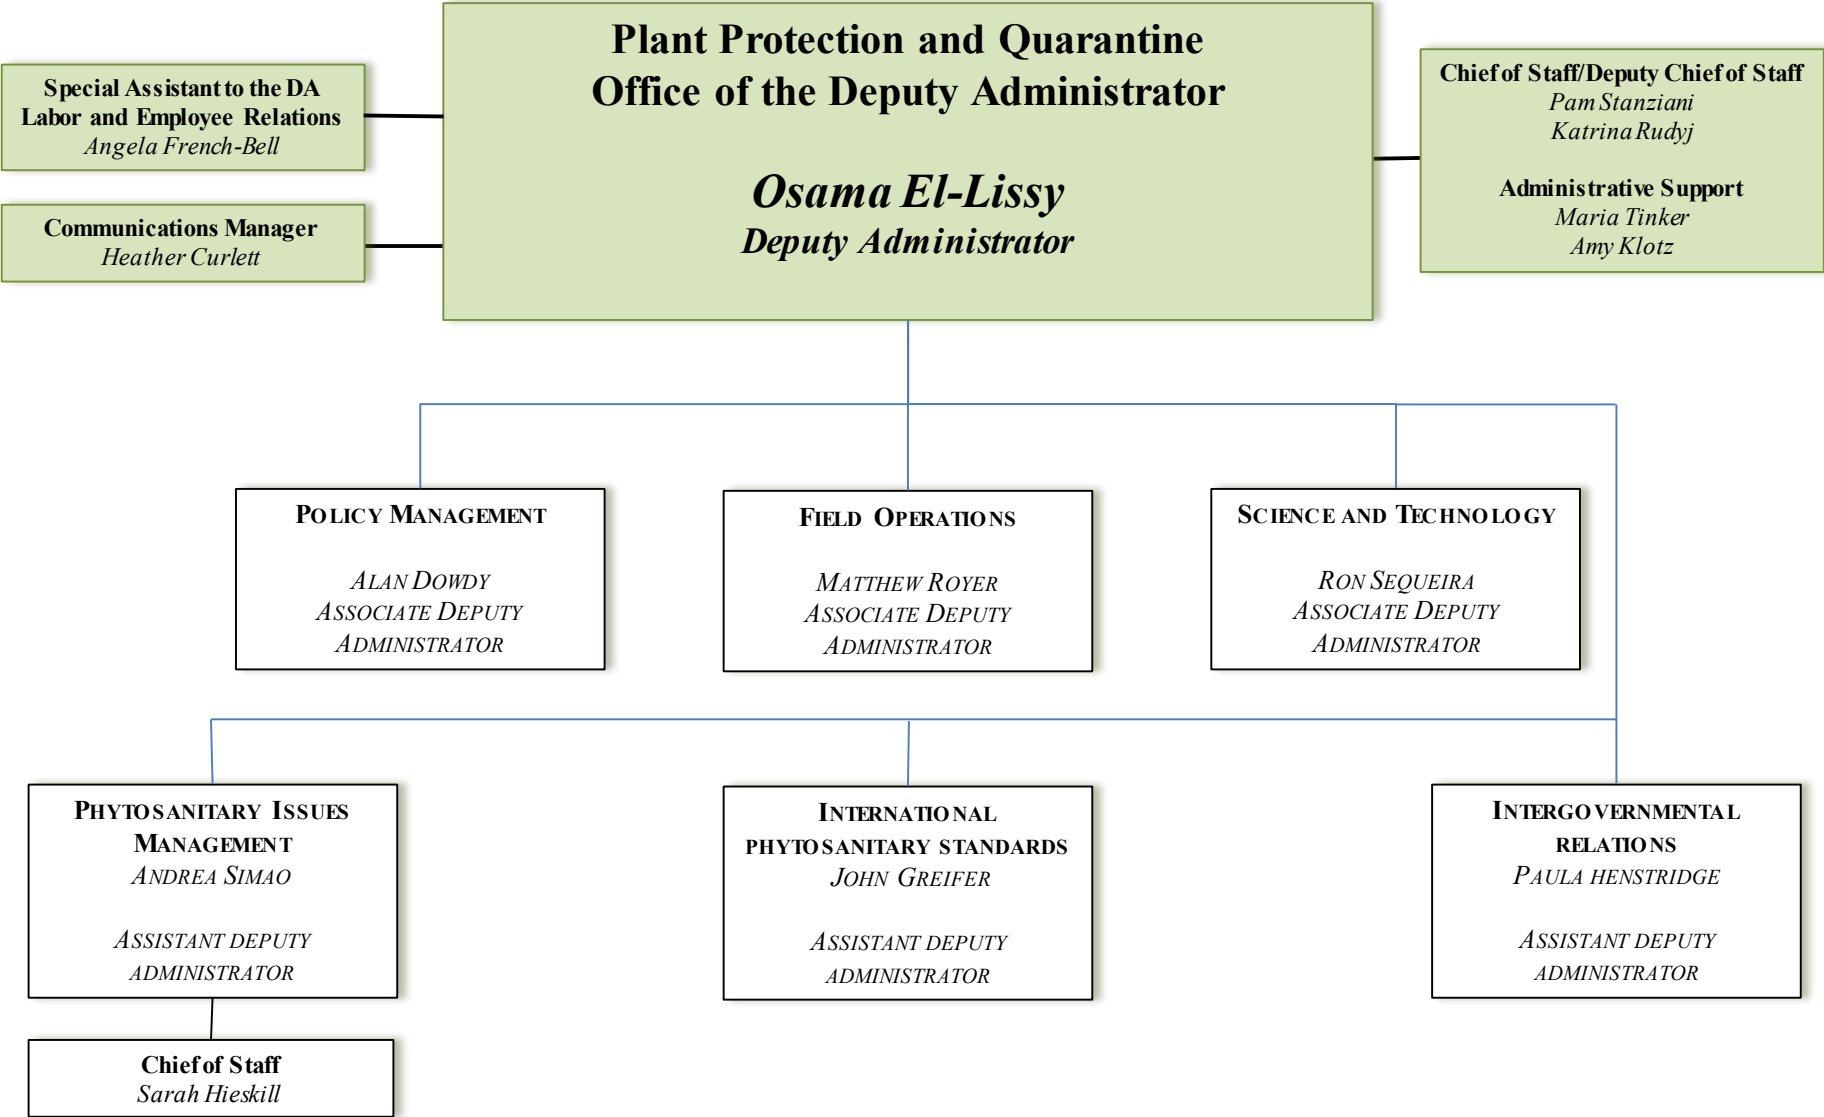 Plant Protection and Quarantine
Office of the Deputy Administrator
Osama El-Lissy
Deputy Administrator
Special Assistant to the DA
Labor and Employee Relations
Angela French-Bell
Communications Manager
Heather Curlett
Chief of Staff/Deputy Chief of Staff
Pam Stanziani
Katrina Rudyj
Administrative Support
Maria Tinker
Amy Klotz
POLICY MANAGEMENT
ALAN DOWDY
ASSOCIATE DEPUTY
ADMINISTRATOR
FIELD OPERATIONS
MATTHEW ROYER
ASSOCIATE DEPUTY
ADMINISTRATOR
SCIENCE AND TECHNOLOGY
RON SEQUEIRA
ASSOCIATE DEPUTY
ADMINISTRATOR
PHYTOSANITARY ISSUES
MANAGEMENT
ANDREA SIMAO
ASSISTANT DEPUTY
ADMINISTRATOR
INTERNATIONAL
PHYTOSANITARY STANDARDS
JOHN GREIFER
ASSISTANT DEPUTY
ADMINISTRATOR
INTERGOVERNMENTAL
RELATIONS
PAULA HENSTRIDGE
ASSISTANT DEPUTY
ADMINISTRATOR
Chief of Staff
Sarah Hieskill